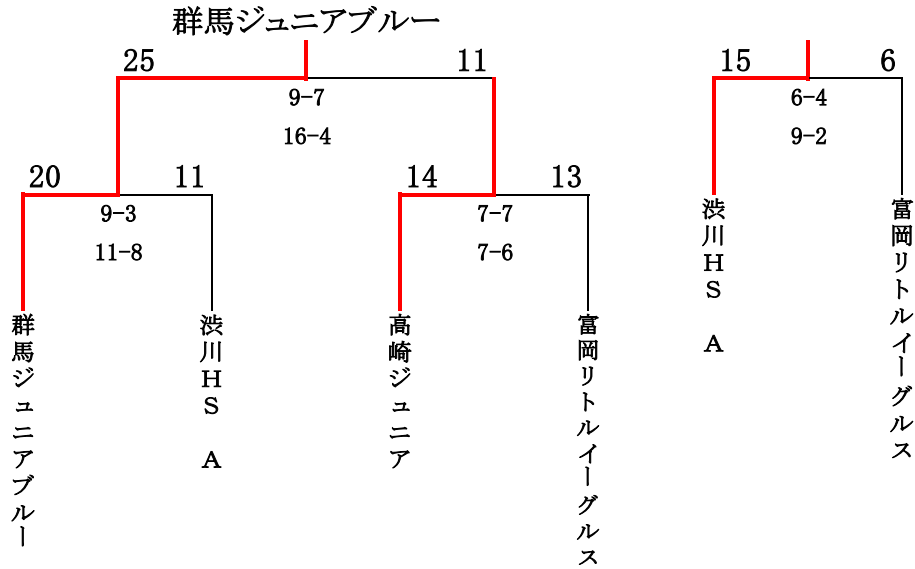 群馬ジュニアブルー
25 11
9-7
16-4
20 11
9-3
11-8
14 13
7-7
7-6
群馬ジュニアブルー
渋川HS A
高崎ジュニア
富岡リトルイーグルス
15 6
6-4
9-2
渋川HS A
富岡リトルイーグルス